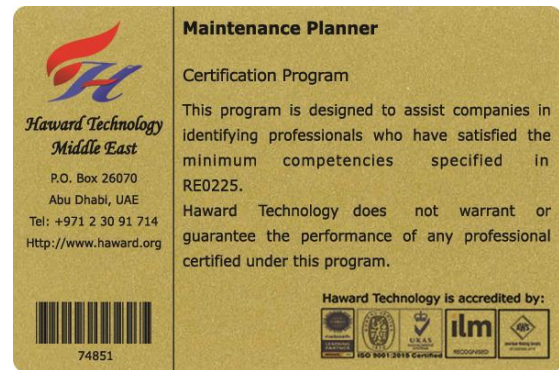 Haward Technology
Middle East
P.O. Box 26070
Abu Dhabi, UAE
Tel: +971 2 30 91 714
Http://www.haward.org
74851
Maintenance Planner
Certification Program
This program is designed to assist companies in
identifying professionals who have satisfied the
minimum competencies specified in
RE0225.
Haward Technology does not warrant or
guarantee the performance of any professional
certified under this program.
Haward Technology is accredited by:
UKAS
ISO 9001:2015 Certified
ilm
RECOGNISED
AWS